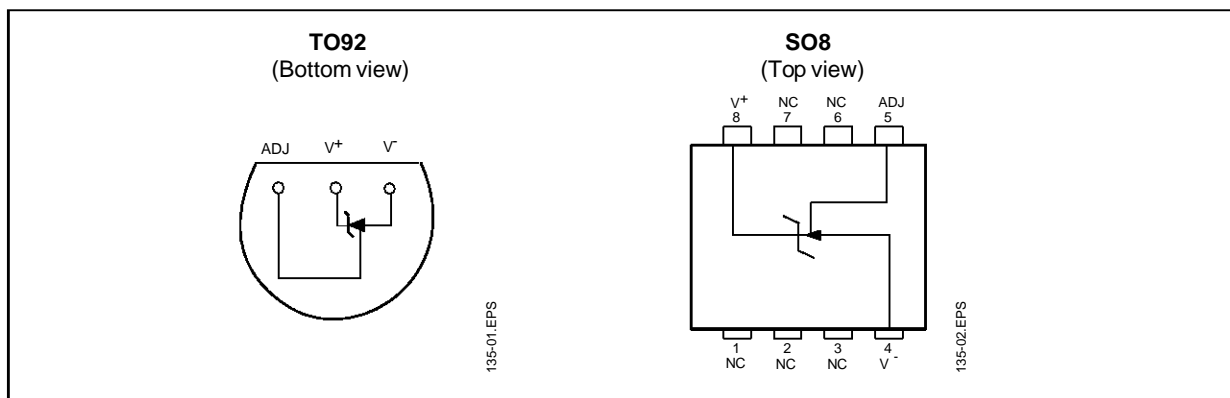 TO92
(Bottom view)
ADJ V+ V-
135-01.EPS
SO8
(Top view)
V+ NC NC ADJ
8 7 6 5
1 2 3 4
NC NC NC V -
135-02.EPS